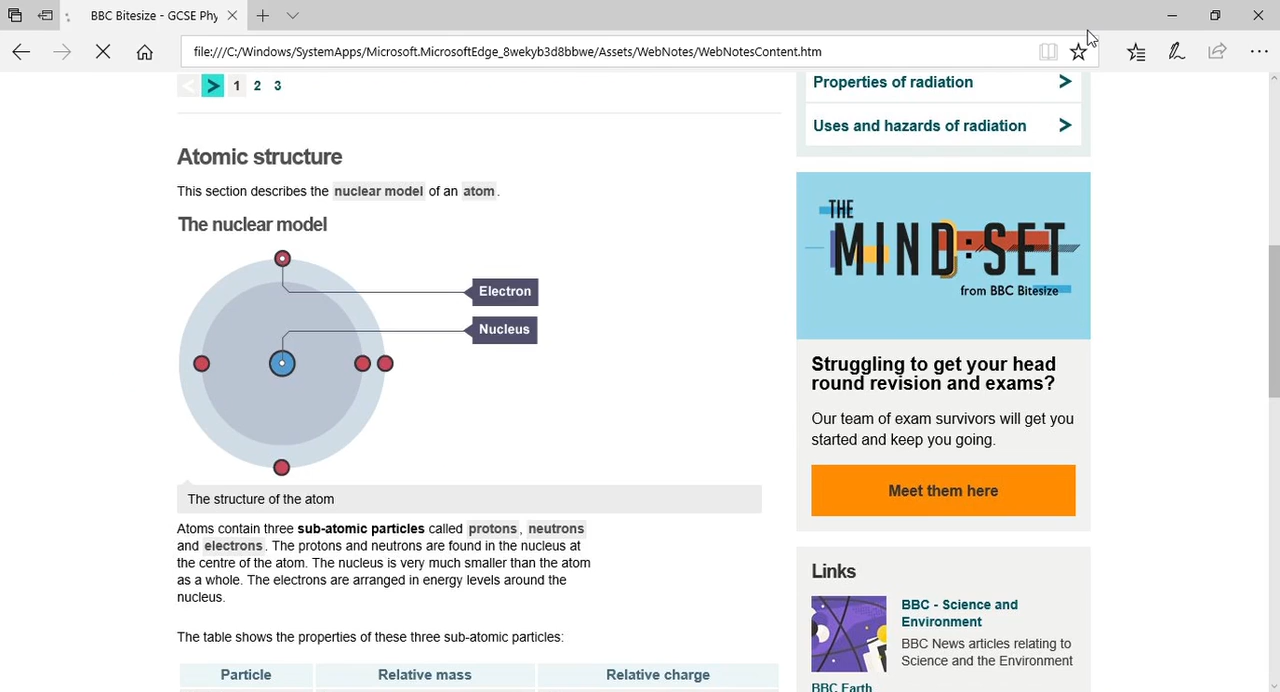 BBC Bitesize - GCSE Phy
file:///C:/Windows/SystemApps/Microsoft.MicrosoftEdge_8wekyb3d8bbwe/Assets/WebNotes/WebNotesContent.htm
< > 1 2 3
Atomic structure
This section describes the nuclear model of an atom.
The nuclear model
Electron
Nucleus
The structure of the atom
Atoms contain three sub-atomic particles called protons, neutrons
and electrons. The protons and neutrons are found in the nucleus at
the centre of the atom. The nucleus is very much smaller than the atom
as a whole. The electrons are arranged in energy levels around the
nucleus.
The table shows the properties of these three sub-atomic particles:
Particle Relative mass Relative charge
Properties of radiation >
Uses and hazards of radiation >
THE
MIND:SET
from BBC Bitesize
Struggling to get your head
round revision and exams?
Our team of exam survivors will get you
started and keep you going.
Meet them here
Links
BBC - Science and
Environment
BBC News articles relating to
Science and the Environment
BBC Earth